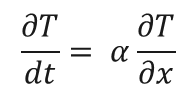 ∂T/dt = α ∂T/∂x